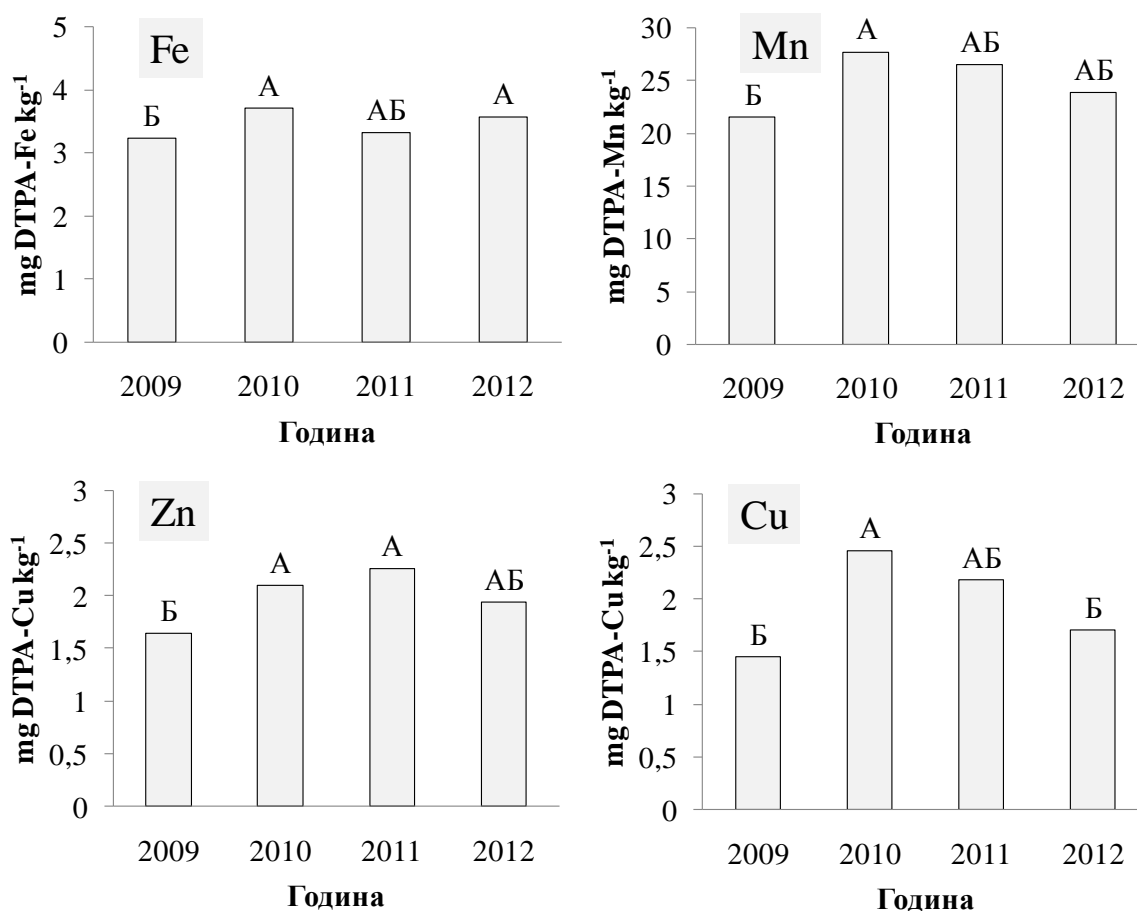 Fe
mg DTPA-Fe kg-1
5
4
3
2
1
0
Б
А
АБ
А
2009 2010 2011 2012
Година
Mn
mg DTPA-Mn kg-1
30
25
20
15
10
5
0
Б
А
АБ
АБ
2009 2010 2011 2012
Година
Zn
mg DTPA-Cu kg-1
3
2,5
2
1,5
1
0,5
0
Б
А
А
АБ
2009 2010 2011 2012
Година
Cu
mg DTPA-Cu kg-1
3
2,5
2
1,5
1
0,5
0
Б
А
АБ
Б
2009 2010 2011 2012
Година